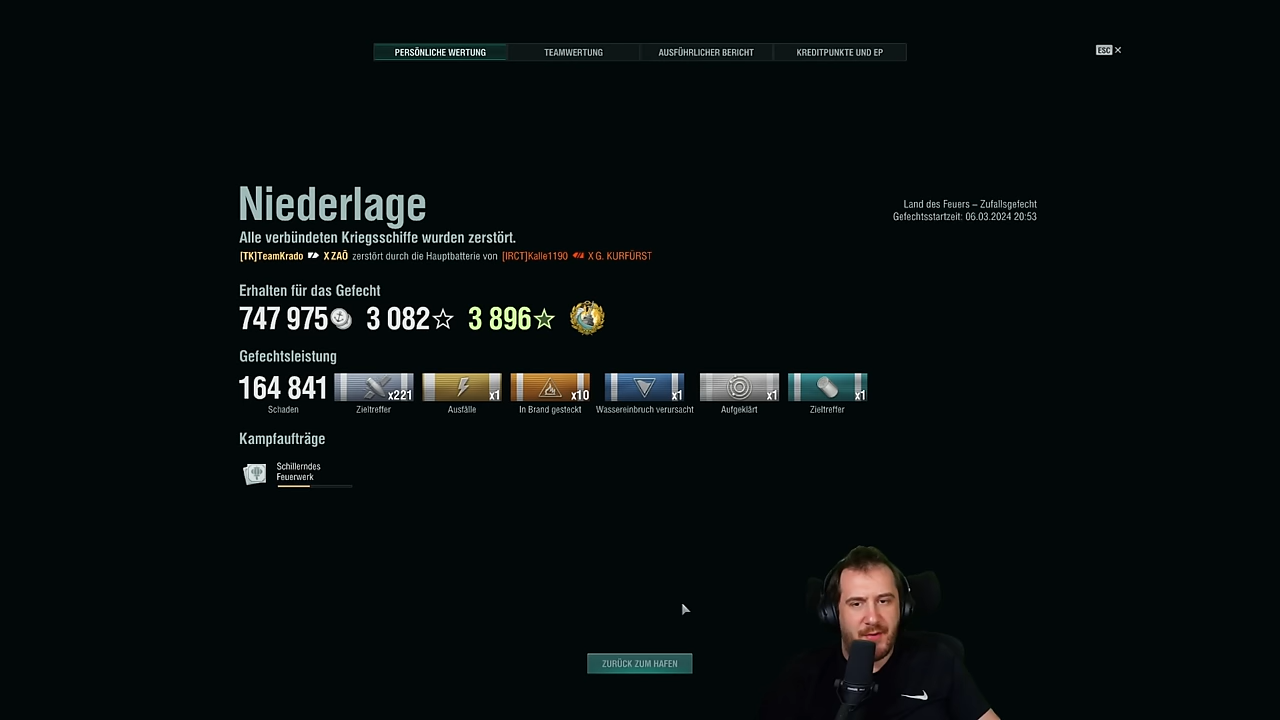 PERSÖNLICHE WERTUNG
TEAMWERTUNG
AUSFÜHRLICHER BERICHT
KREDITPUNKTE UND EP
ESC ×
Niederlage
Land des Feuers – Zufallsgefecht
Gefechtsstartzeit: 06.03.2024 20:53
Alle verbündeten Kriegsschiffe wurden zerstört.
[TK]TeamKrado X ZAŌ zerstört durch die Hauptbatterie von [IRCT]Kalle1190 X G. KURFÜRST
Erhalten für das Gefecht
747 975 3 082 3 896
Gefechtsleistung
164 841 x221 x1 x10 x1 x1 x1
Schaden Zieltreffer Ausfälle In Brand gesteckt Wassereinbruch verursacht Aufgeklärt Zieltreffer
Kampfaufträge
Schillerndes
Feuerwerk
ZURÜCK ZUM HAFEN